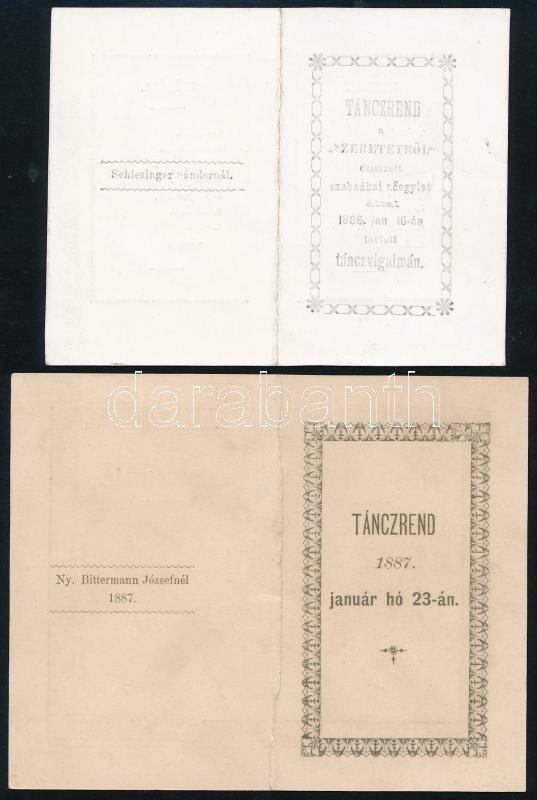 Schlesinger Sándornál.
TÁNCZREND
a
„SZERETETRŐL"
czimzett
szabadkai nőegylet
által
1886. jan 16-án
tartott
tánczvigalmán.
darabanth
Ny. Bittermann Józsefnél
1887.
TÁNCZREND
1887.
január hó 23-án.